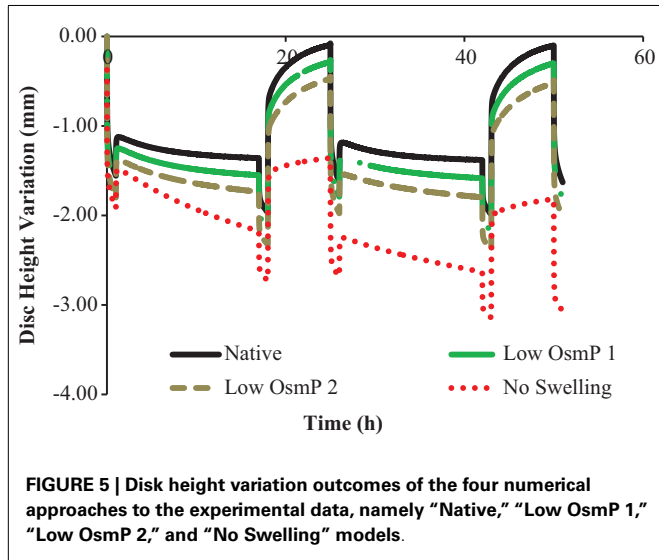 0.00
0
20
40
60
-1.00
-2.00
-3.00
-4.00
Disc Height Variation (mm)
Native
Low OsmP 1
Low OsmP 2
No Swelling
Time (h)
FIGURE 5 | Disk height variation outcomes of the four numerical
approaches to the experimental data, namely “Native,” “Low OsmP 1,”
“Low OsmP 2,” and “No Swelling” models.